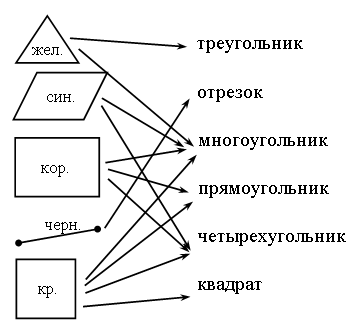 жел.
треугольник
син.
отрезок
многоугольник
кор.
прямоугольник
черн.
четырехугольник
кр.
квадрат